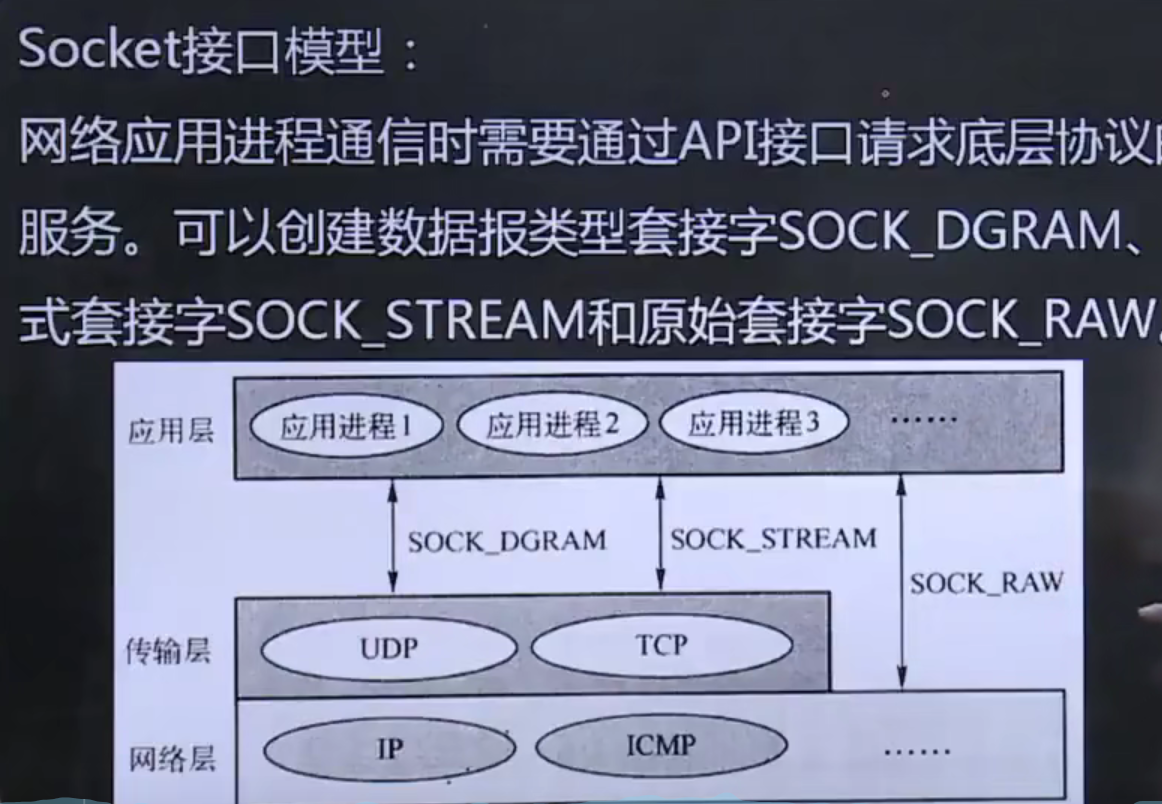 Socket接口模型：
网络应用进程通信时需要通过API接口请求底层协议
服务。可以创建数据报类型套接字SOCK_DGRAM、
式套接字SOCK_STREAM和原始套接字SOCK_RAW
应用层 应用进程1 应用进程2 应用进程3 ……
SOCK_DGRAM SOCK_STREAM
SOCK_RAW
传输层 UDP TCP
网络层 IP ICMP ……